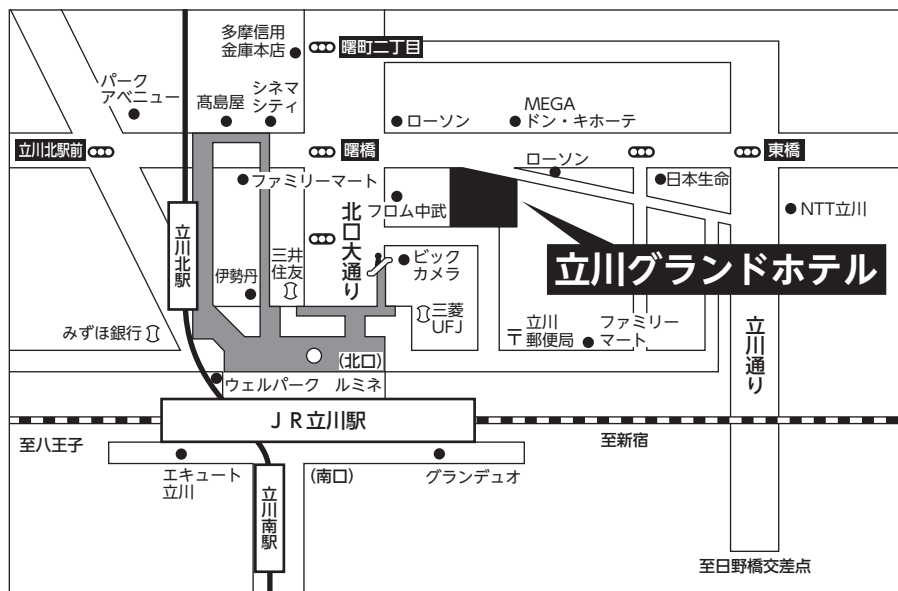 多摩信用
金庫本店
曙町二丁目
パーク
アベニュー
髙島屋
シネマ
シティ
ローソン
MEGA
ドン・キホーテ
立川北駅前
曙橋
ローソン
東橋
ファミリーマート
フロム中武
日本生命
NTT立川
立川北駅
北口大通り
三井
住友
伊勢丹
ビック
カメラ
立川グランドホテル
みずほ銀行
三菱
UFJ
〒
立川
郵便局
ファミリー
マート
立川通り
(北口)
ウェルパーク
ルミネ
JR立川駅
至八王子
至新宿
エキュート
立川
(南口)
グランデュオ
立川南駅
至日野橋交差点